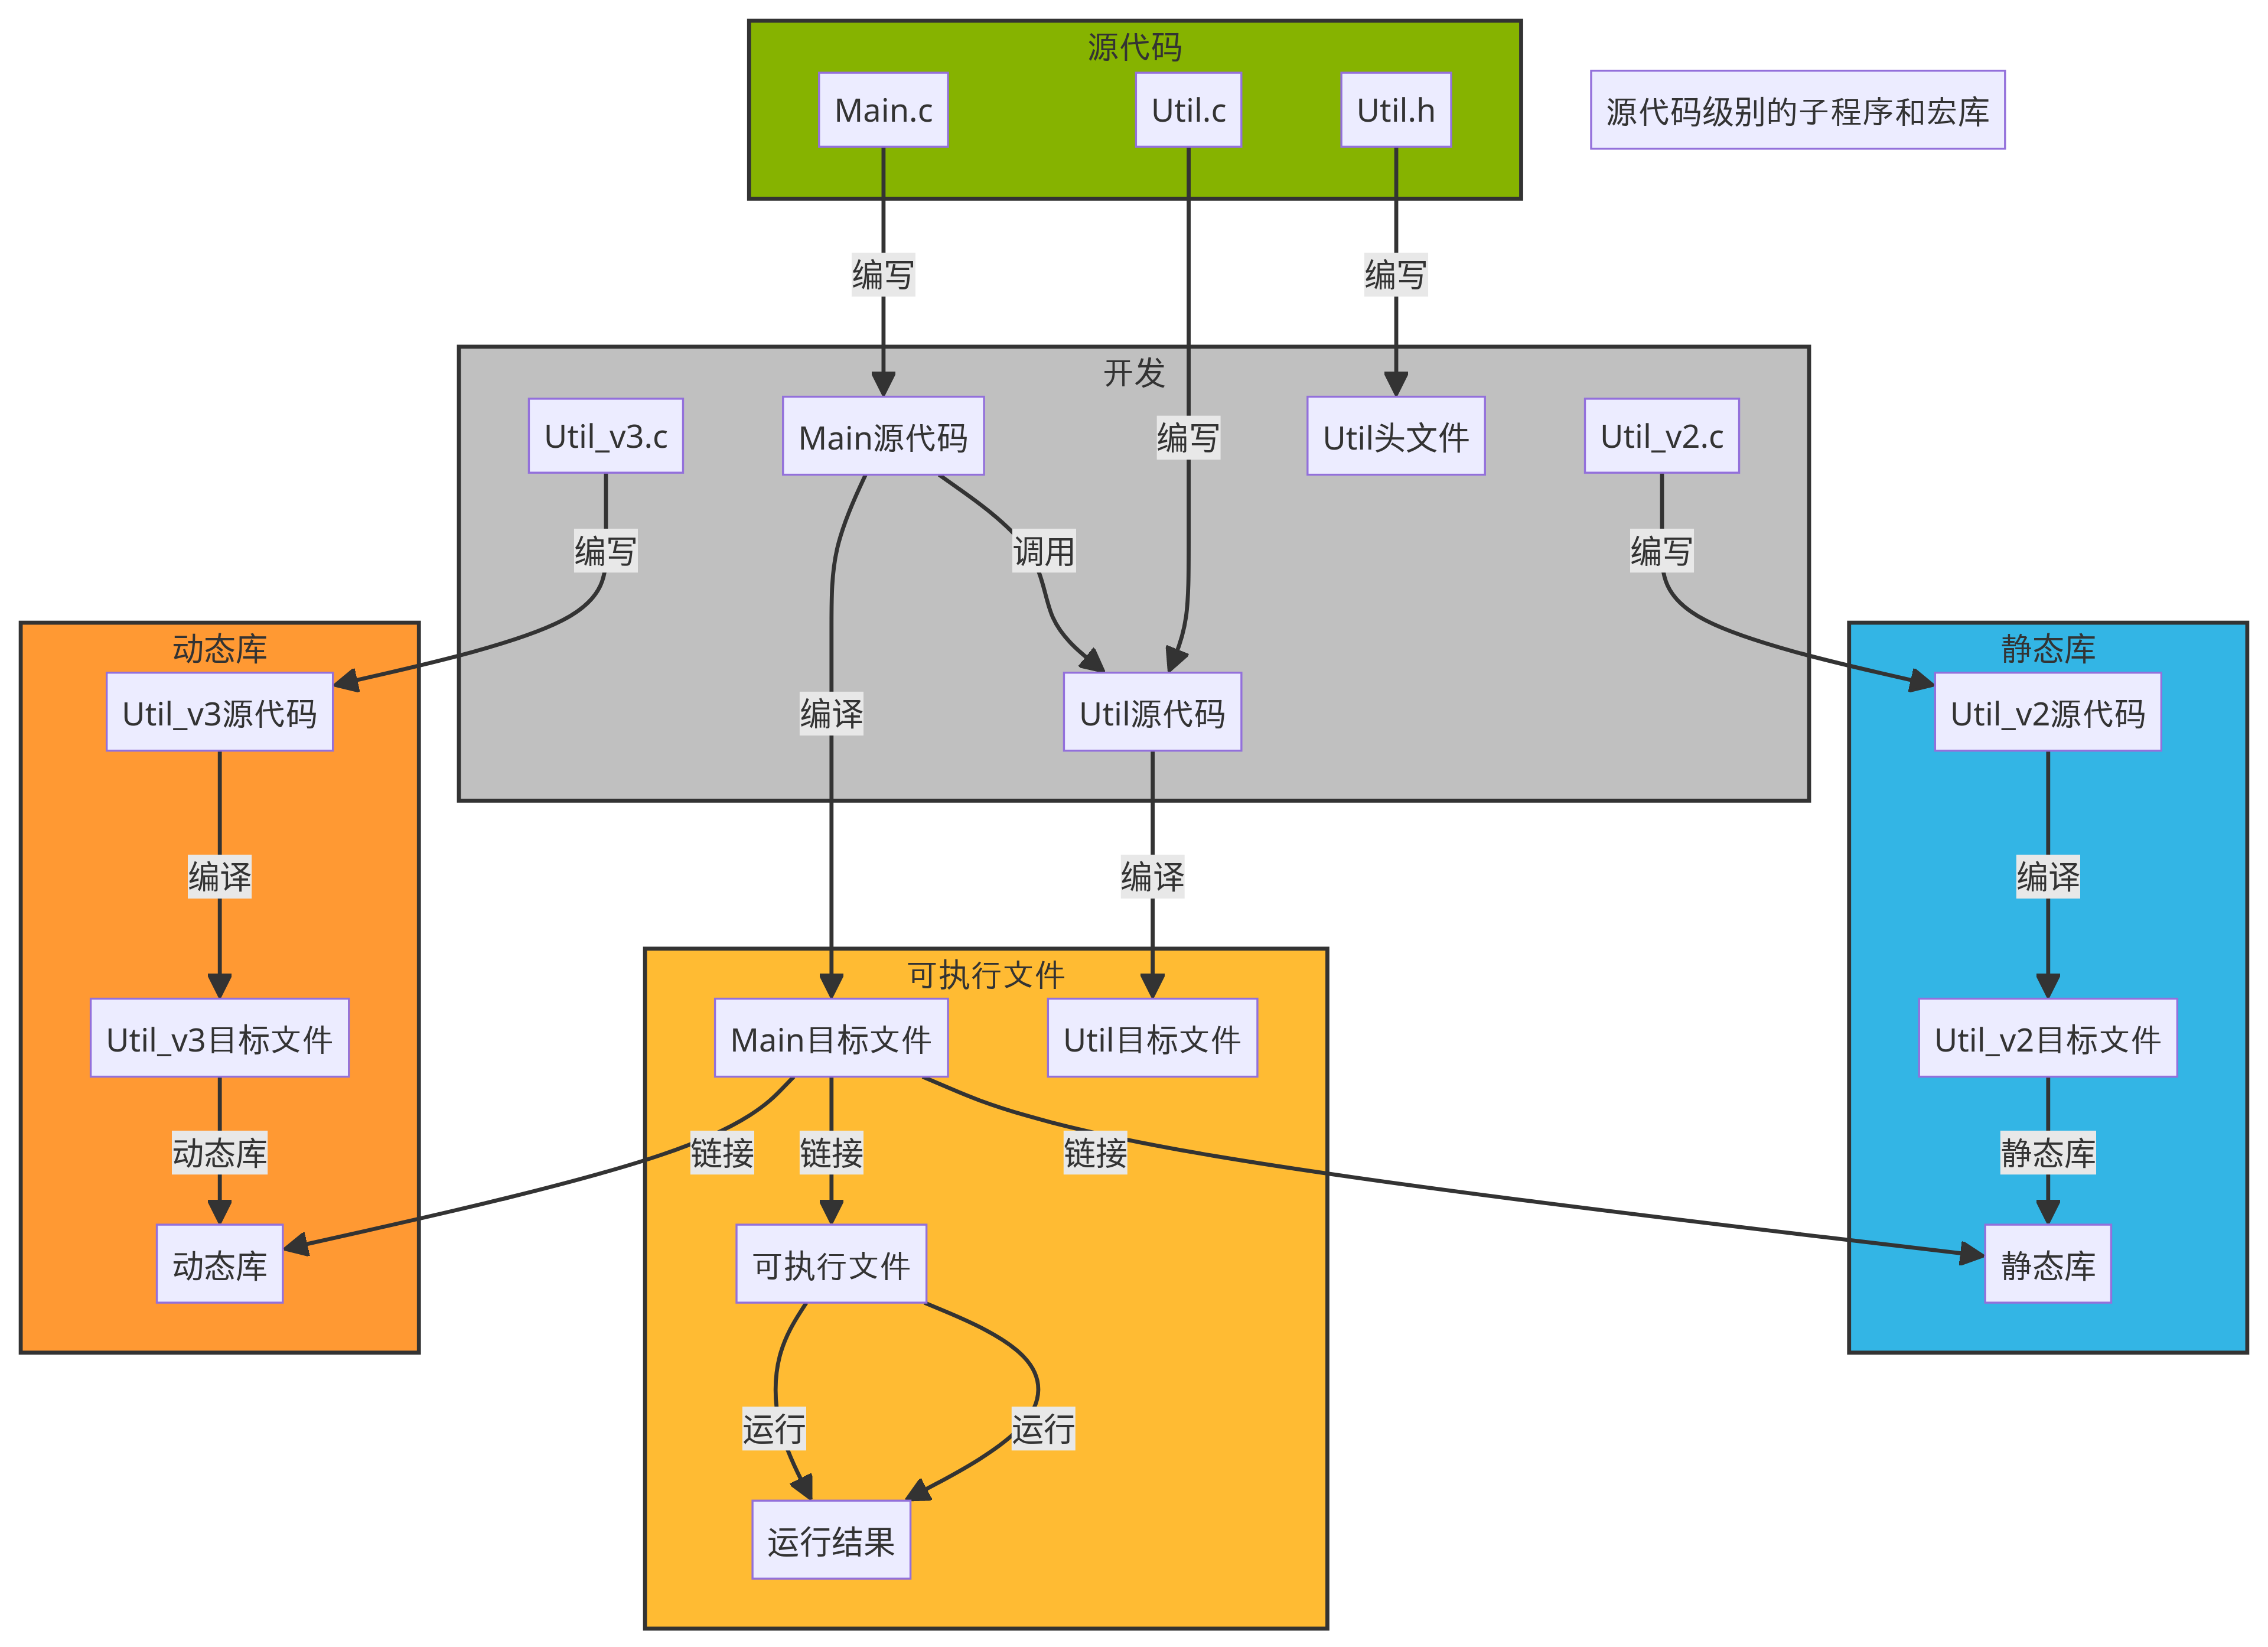 源代码
Main.c
Util.c
Util.h
源代码级别的子程序和宏库
编写
编写
开发
Util_v3.c
Main源代码
编写
Util头文件
Util_v2.c
编写
调用
编写
动态库
静态库
Util_v3源代码
编译
Util源代码
Util_v2源代码
编译
编译
编译
可执行文件
Util_v3目标文件
Main目标文件
Util目标文件
Util_v2目标文件
动态库
链接
链接
链接
静态库
动态库
可执行文件
静态库
运行
运行
运行结果